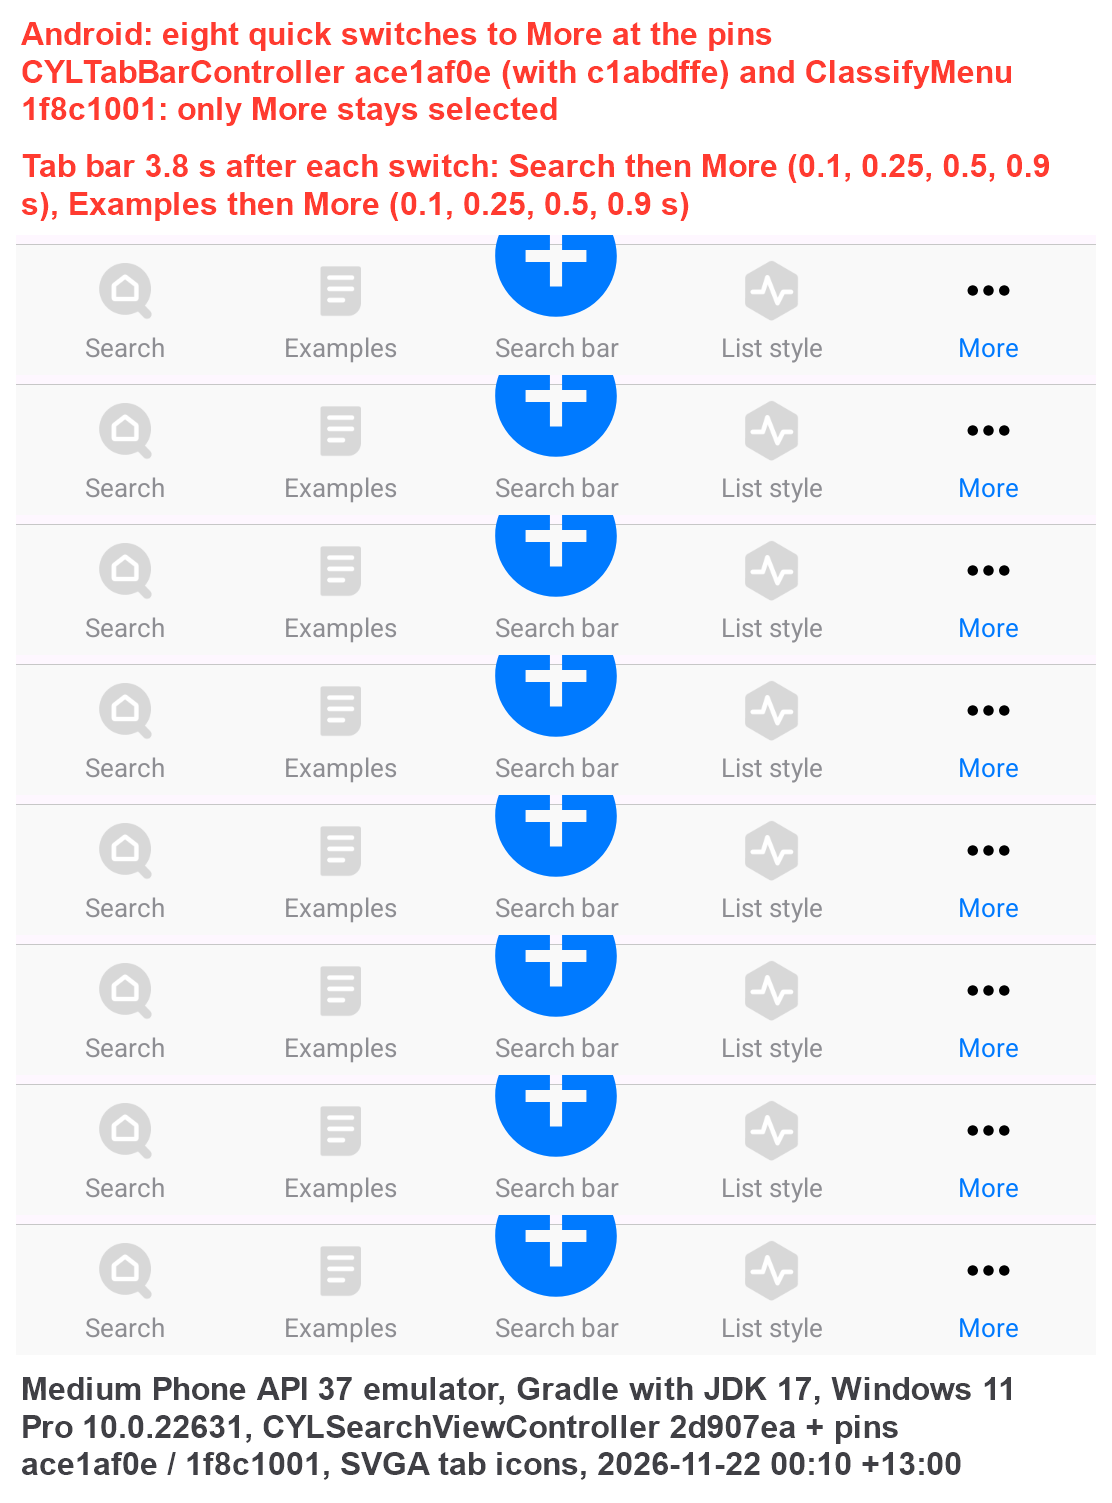 Android: eight quick switches to More at the pins
CYLTabBarController ace1af0e (with c1abdffe) and ClassifyMenu
1f8c1001: only More stays selected
Tab bar 3.8 s after each switch: Search then More (0.1, 0.25, 0.5, 0.9
s), Examples then More (0.1, 0.25, 0.5, 0.9 s)
Search Examples Search bar List style More
Search Examples Search bar List style More
Search Examples Search bar List style More
Search Examples Search bar List style More
Search Examples Search bar List style More
Search Examples Search bar List style More
Search Examples Search bar List style More
Search Examples Search bar List style More
Medium Phone API 37 emulator, Gradle with JDK 17, Windows 11
Pro 10.0.22631, CYLSearchViewController 2d907ea + pins
ace1af0e / 1f8c1001, SVGA tab icons, 2026-11-22 00:10 +13:00